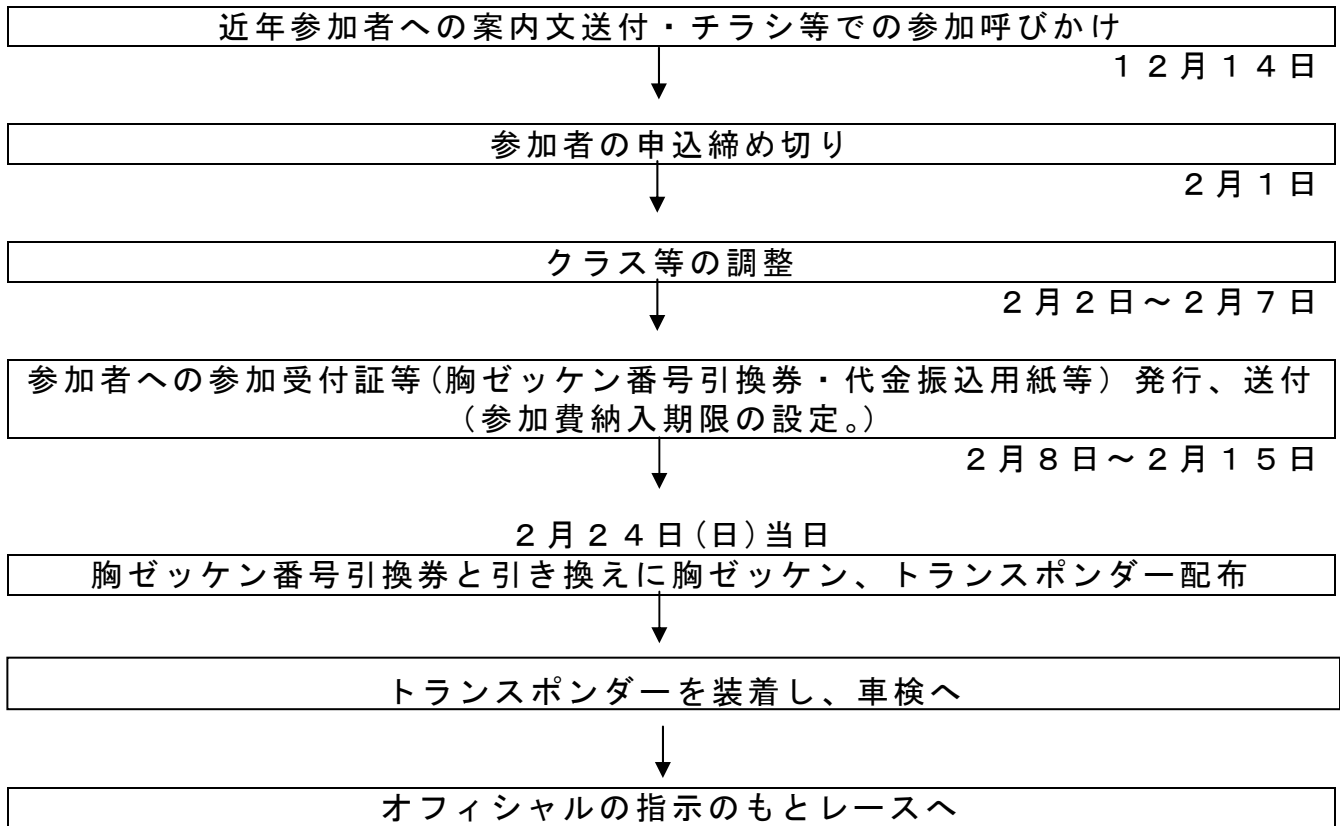 近年参加者への案内文送付・チラシ等での参加呼びかけ
１２月１４日
参加者の申込締め切り
２月１日
クラス等の調整
２月２日～２月７日
参加者への参加受付証等(胸ゼッケン番号引換券・代金振込用紙等）発行、送付
（参加費納入期限の設定。）
２月８日～２月１５日
２月２４日(日)当日
胸ゼッケン番号引換券と引き換えに胸ゼッケン、トランスポンダー配布
トランスポンダーを装着し、車検へ
オフィシャルの指示のもとレースへ